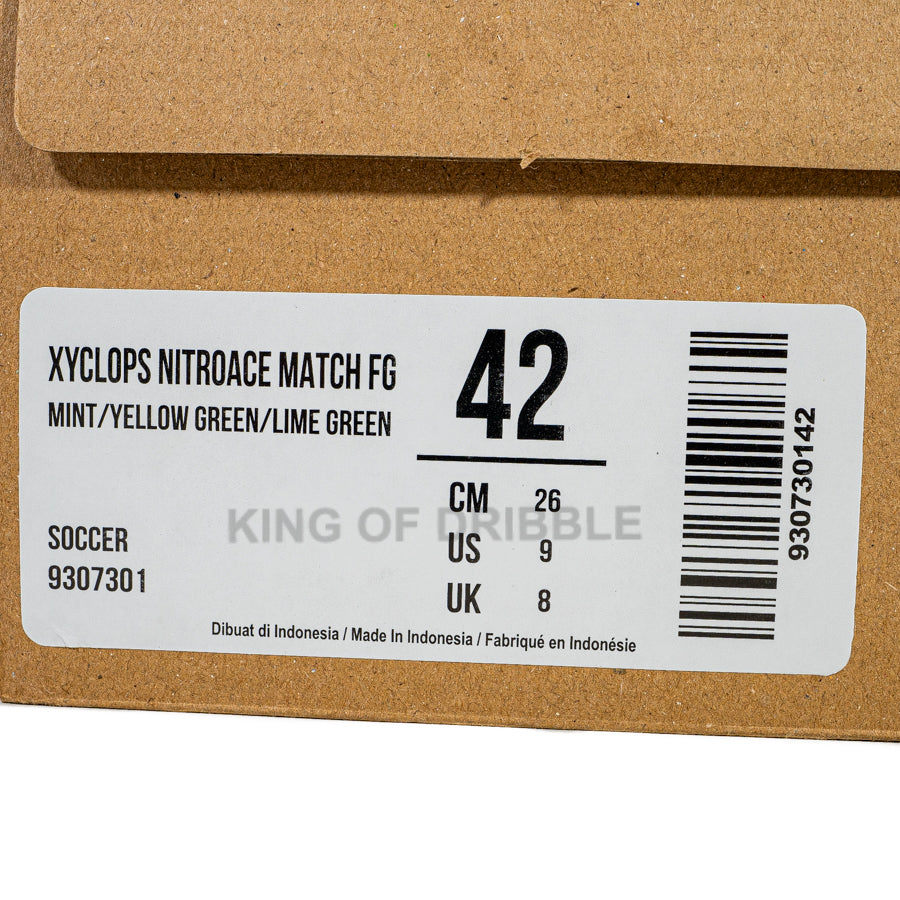 XYCLOPS NITROACE MATCH FG
MINT/YELLOW GREEN/LIME GREEN
SOCCER
9307301
42
CM 26
US 9
UK 8
KING OF DRIBBLE
Dibuat di Indonesia / Made In Indonesia / Fabriqué en Indonésie
930730142